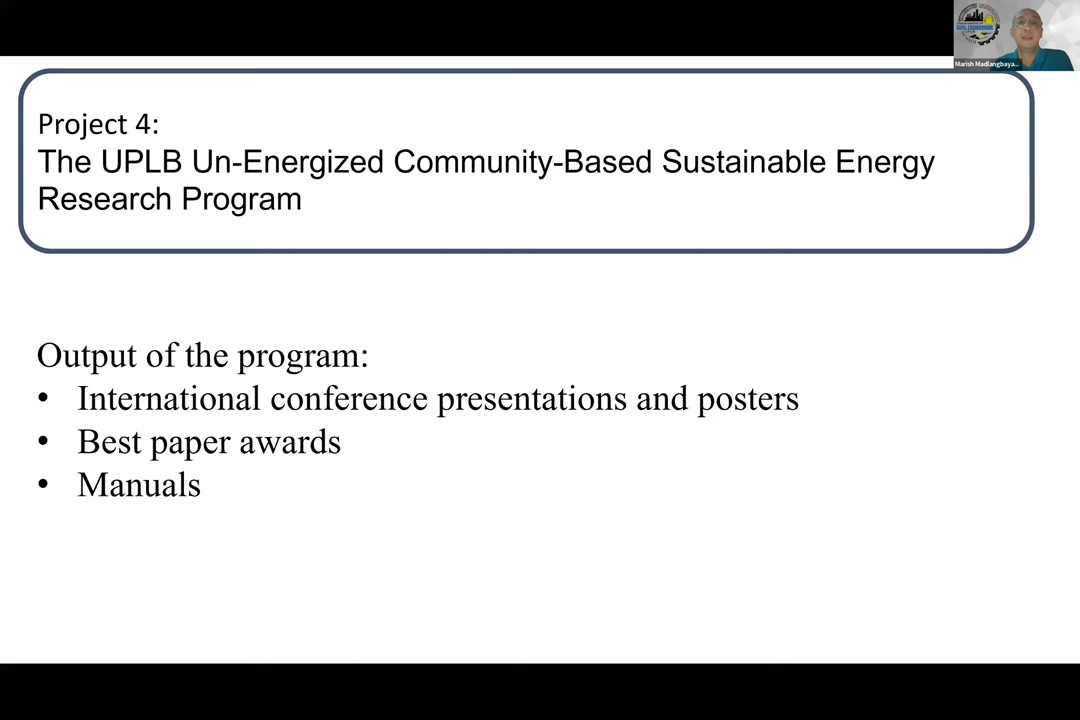 Marish Madlangbaya...
Project 4:
The UPLB Un-Energized Community-Based Sustainable Energy
Research Program
Output of the program:
• International conference presentations and posters
• Best paper awards
• Manuals